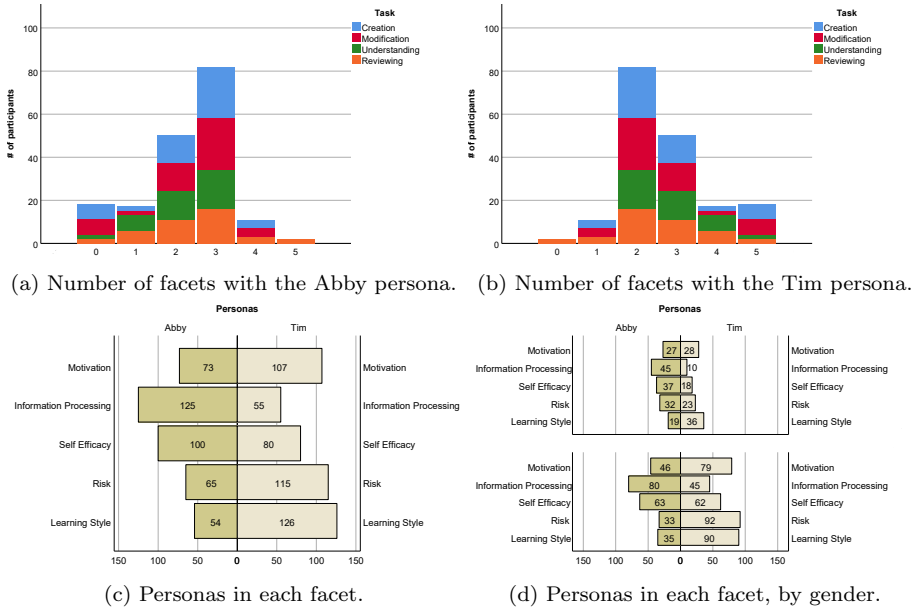 Task
Creation
Modification
Understanding
Reviewing
# of participants
100
80
60
40
20
0
0 1 2 3 4 5
(a) Number of facets with the Abby persona.
Task
Creation
Modification
Understanding
Reviewing
# of participants
100
80
60
40
20
0
0 1 2 3 4 5
(b) Number of facets with the Tim persona.
Personas
Abby Tim
Motivation 73 107 Motivation
Information Processing 125 55 Information Processing
Self Efficacy 100 80 Self Efficacy
Risk 65 115 Risk
Learning Style 54 126 Learning Style
150 100 50 0 50 100 150
(c) Personas in each facet.
Personas
Abby Tim
Motivation 27 28 Motivation
Information Processing 45 10 Information Processing
Self Efficacy 37 18 Self Efficacy
Risk 32 23 Risk
Learning Style 19 36 Learning Style
Motivation 46 79 Motivation
Information Processing 80 45 Information Processing
Self Efficacy 63 62 Self Efficacy
Risk 33 92 Risk
Learning Style 35 90 Learning Style
150 100 50 0 50 100 150
(d) Personas in each facet, by gender.